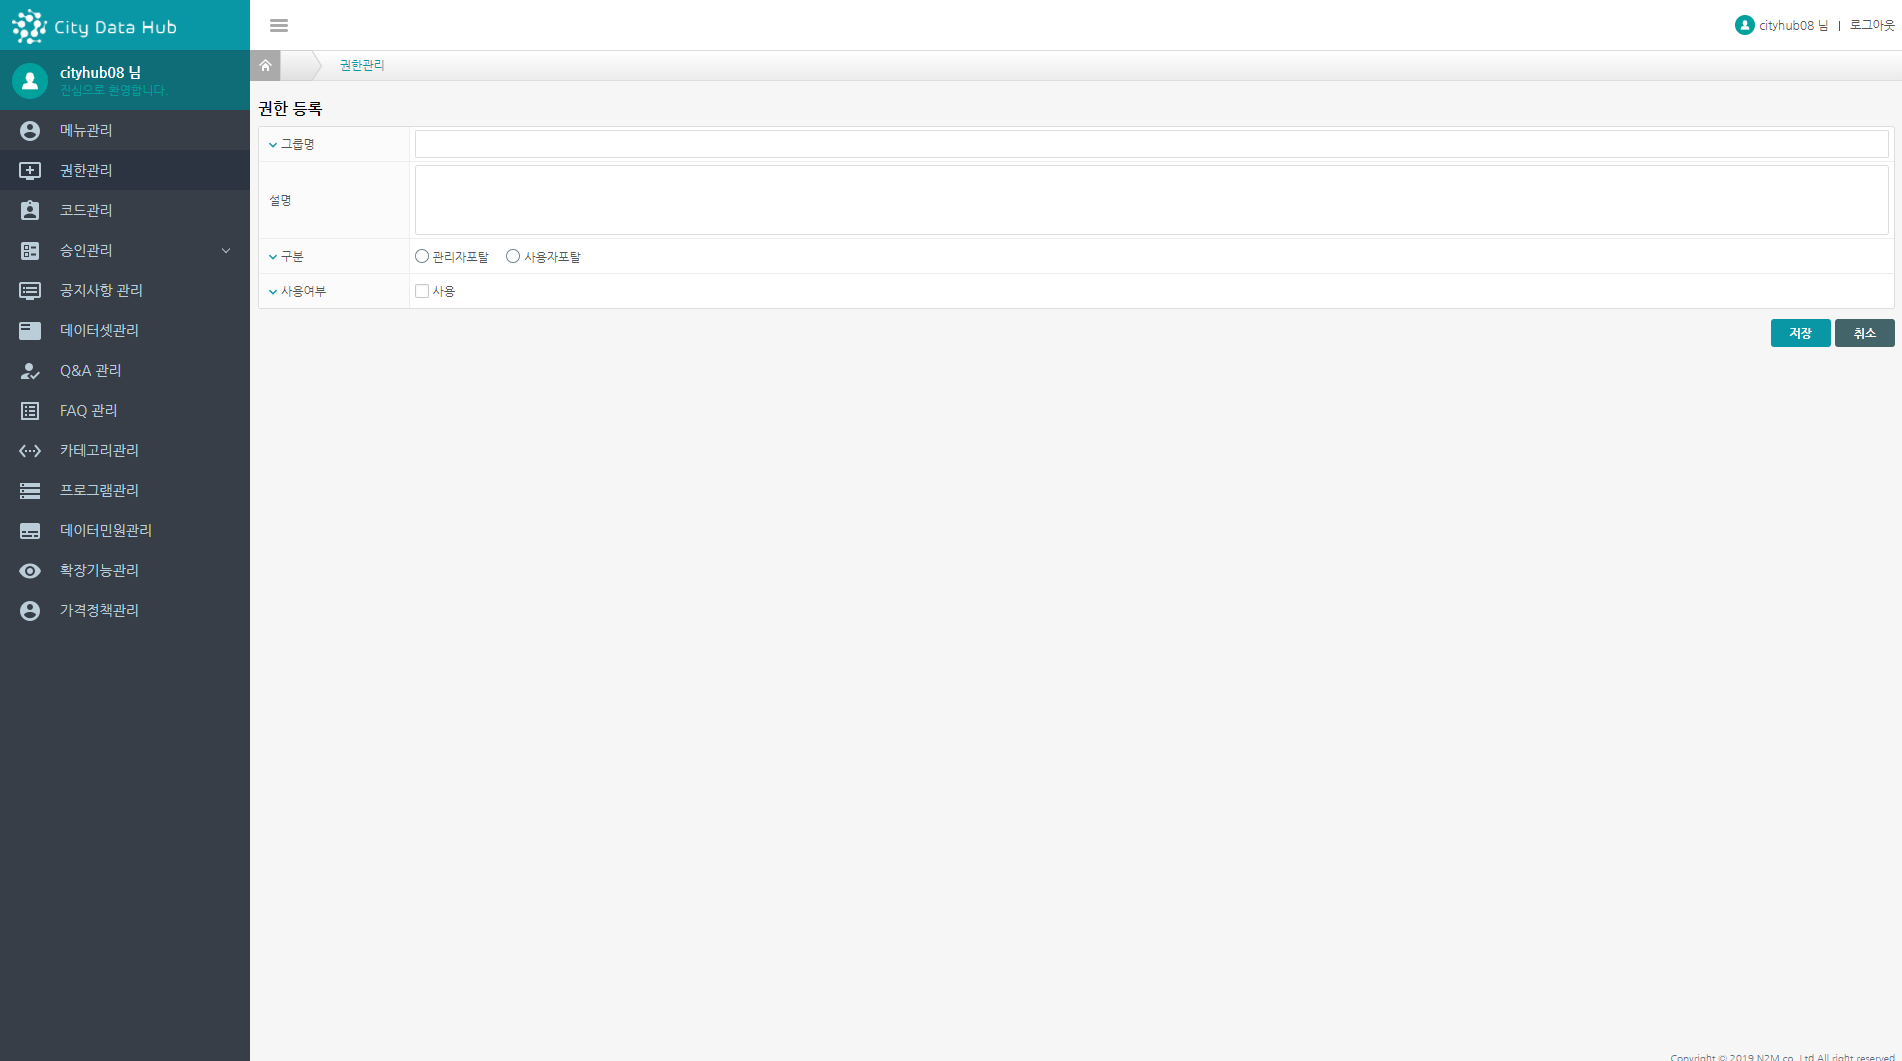 City Data Hub
cityhub08 님 | 로그아웃
cityhub08 님
진심으로 환영합니다.
권한관리
메뉴관리
권한관리
코드관리
승인관리
공지사항 관리
데이터셋관리
Q&A 관리
FAQ 관리
카테고리관리
프로그램관리
데이터민원관리
확장기능관리
가격정책관리
권한 등록
그룹명
설명
구분
관리자포탈 사용자포탈
사용여부
사용
저장 취소
Copyright © 2019 N2M co. Ltd All right reserved